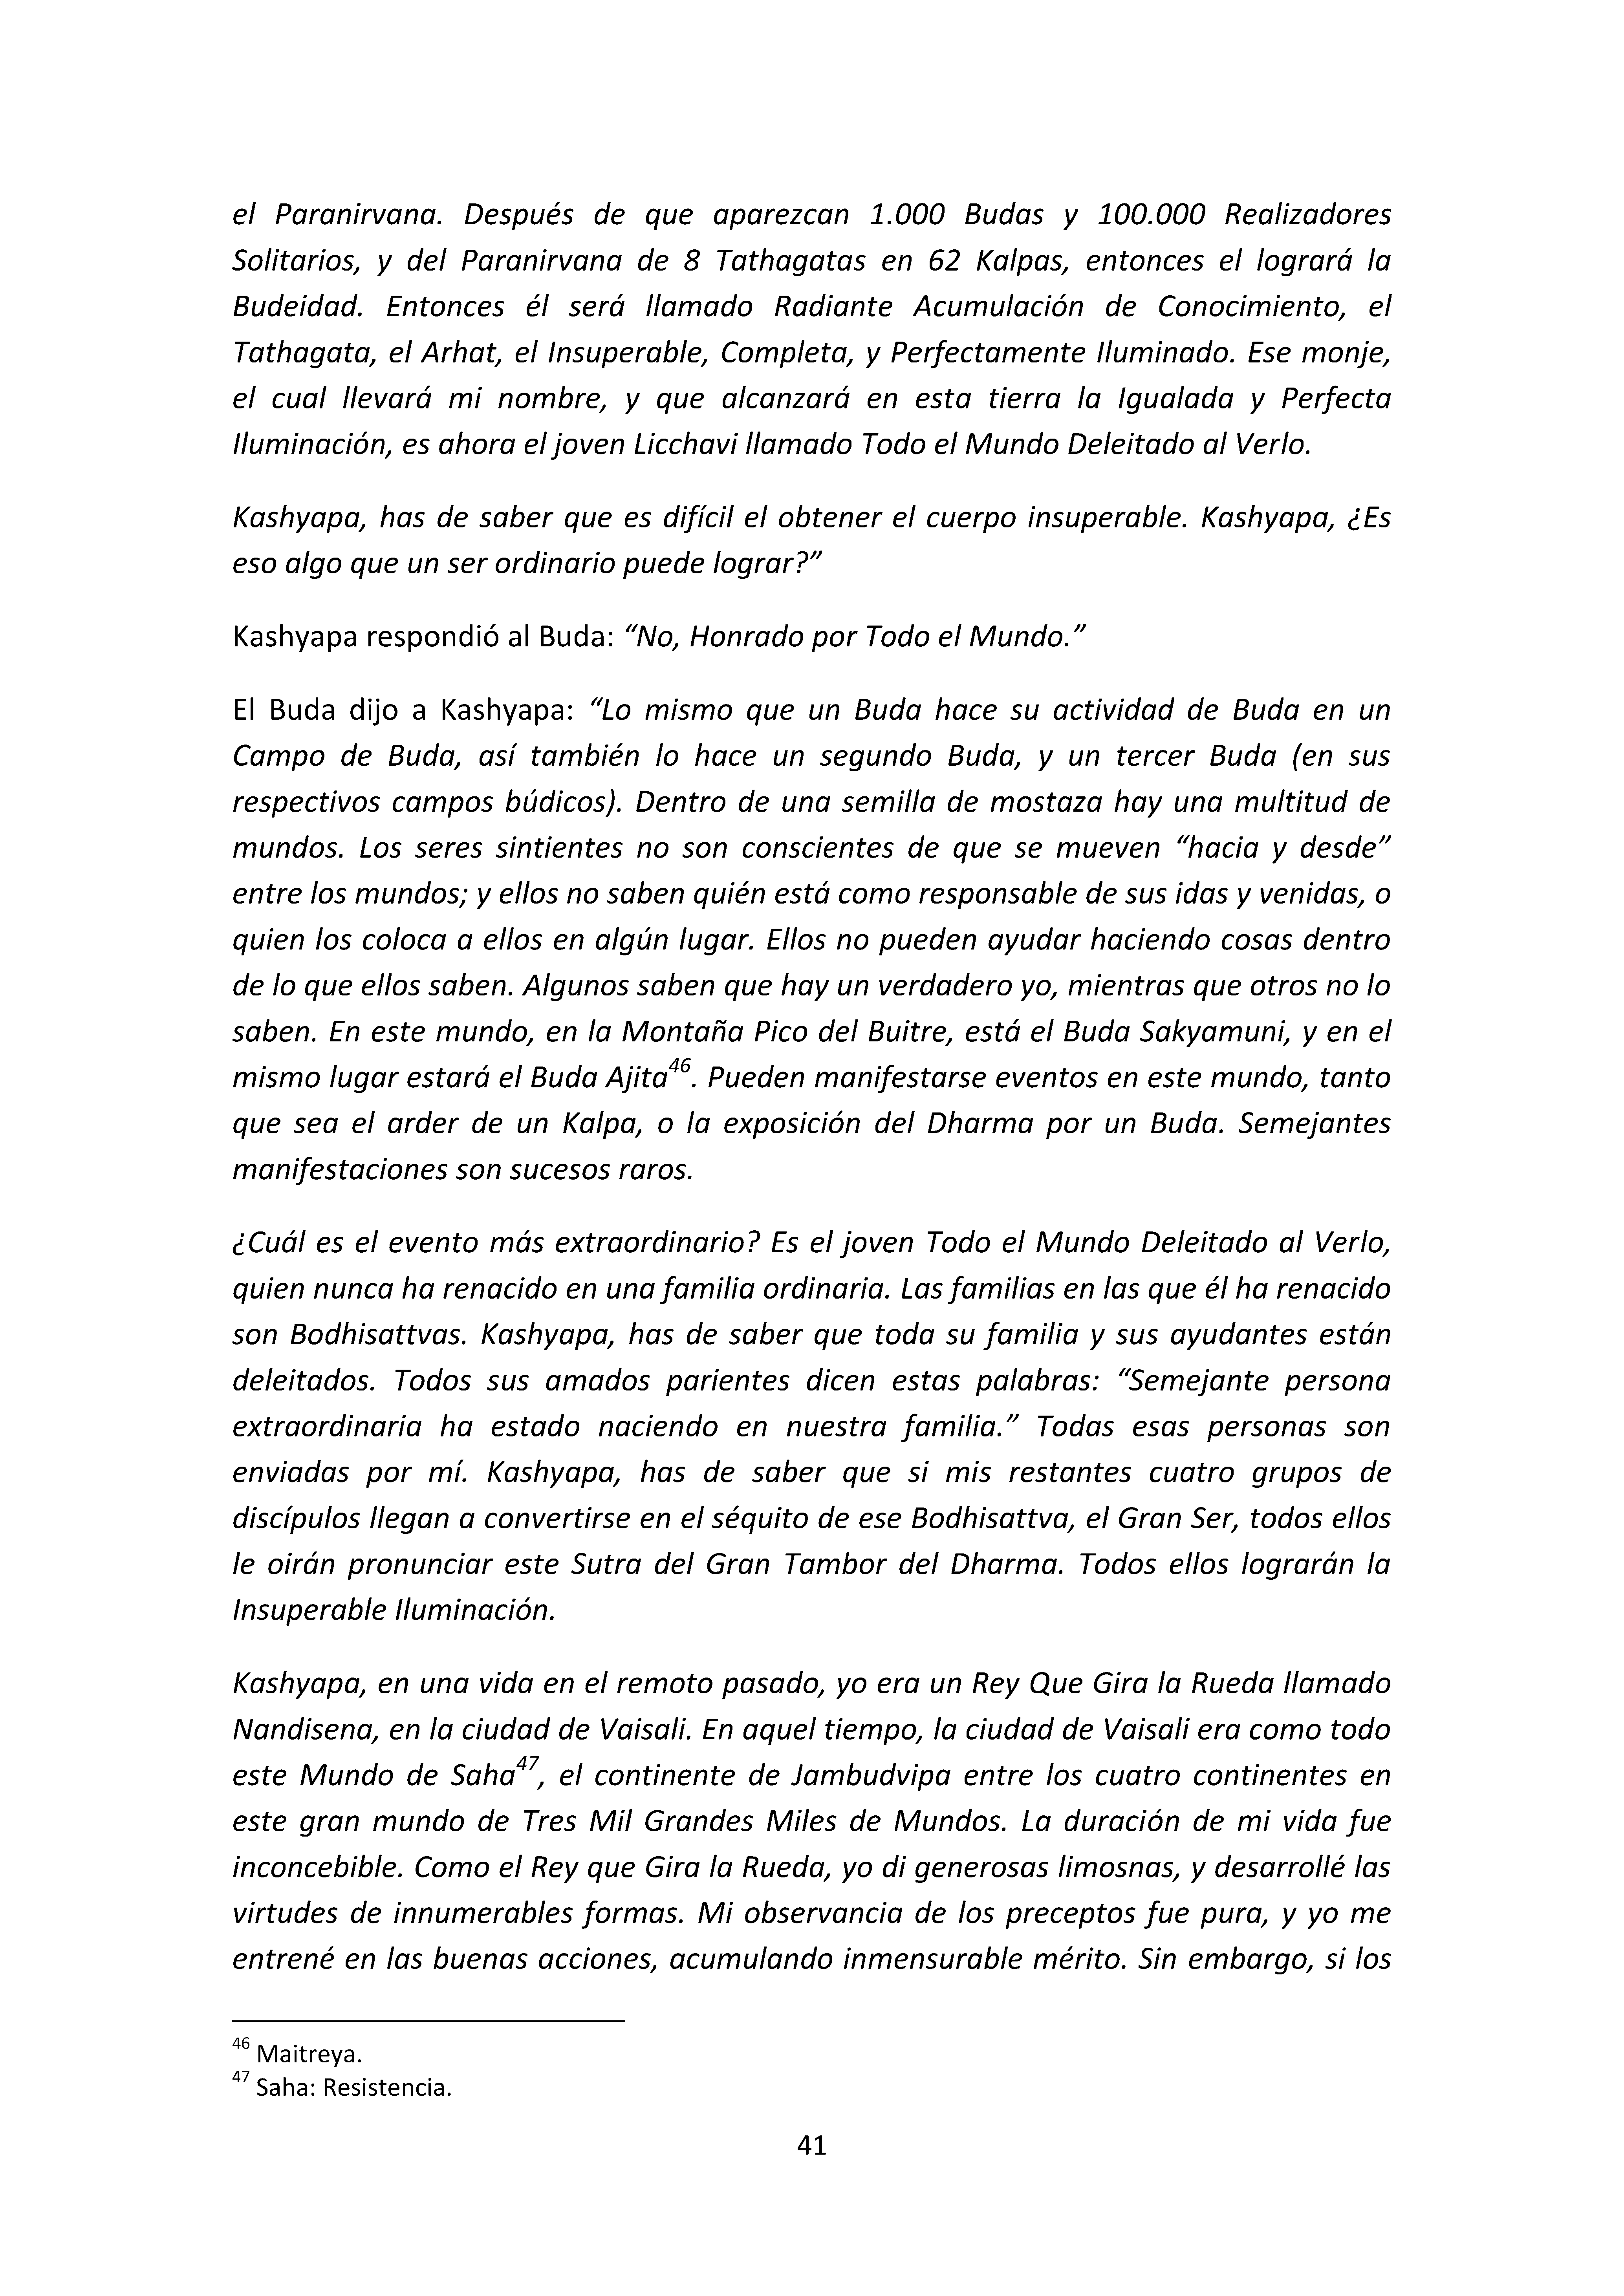 el Paranirvana. Después de que aparezcan 1.000 Budas y 100.000 Realizadores
Solitarios, y del Paranirvana de 8 Tathagatas en 62 Kalpas, entonces el logrará la
Budeidad. Entonces él será llamado Radiante Acumulación de Conocimiento, el
Tathagata, el Arhat, el Insuperable, Completa, y Perfectamente Iluminado. Ese monje,
el cual llevará mi nombre, y que alcanzará en esta tierra la Igualada y Perfecta
Iluminación, es ahora el joven Licchavi llamado Todo el Mundo Deleitado al Verlo.
Kashyapa, has de saber que es difícil el obtener el cuerpo insuperable. Kashyapa, ¿Es
eso algo que un ser ordinario puede lograr?”
Kashyapa respondió al Buda: “No, Honrado por Todo el Mundo.”
El Buda dijo a Kashyapa: “Lo mismo que un Buda hace su actividad de Buda en un
Campo de Buda, así también lo hace un segundo Buda, y un tercer Buda (en sus
respectivos campos búdicos). Dentro de una semilla de mostaza hay una multitud de
mundos. Los seres sintientes no son conscientes de que se mueven “hacia y desde”
entre los mundos; y ellos no saben quién está como responsable de sus idas y venidas, o
quien los coloca a ellos en algún lugar. Ellos no pueden ayudar haciendo cosas dentro
de lo que ellos saben. Algunos saben que hay un verdadero yo, mientras que otros no lo
saben. En este mundo, en la Montaña Pico del Buitre, está el Buda Sakyamuni, y en el
mismo lugar estará el Buda Ajita46. Pueden manifestarse eventos en este mundo, tanto
que sea el arder de un Kalpa, o la exposición del Dharma por un Buda. Semejantes
manifestaciones son sucesos raros.
¿Cuál es el evento más extraordinario? Es el joven Todo el Mundo Deleitado al Verlo,
quien nunca ha renacido en una familia ordinaria. Las familias en las que él ha renacido
son Bodhisattvas. Kashyapa, has de saber que toda su familia y sus ayudantes están
deleitados. Todos sus amados parientes dicen estas palabras: “Semejante persona
extraordinaria ha estado naciendo en nuestra familia.” Todas esas personas son
enviadas por mí. Kashyapa, has de saber que si mis restantes cuatro grupos de
discípulos llegan a convertirse en el séquito de ese Bodhisattva, el Gran Ser, todos ellos
le oirán pronunciar este Sutra del Gran Tambor del Dharma. Todos ellos lograrán la
Insuperable Iluminación.
Kashyapa, en una vida en el remoto pasado, yo era un Rey Que Gira la Rueda llamado
Nandisena, en la ciudad de Vaisali. En aquel tiempo, la ciudad de Vaisali era como todo
este Mundo de Saha47, el continente de Jambudvipa entre los cuatro continentes en
este gran mundo de Tres Mil Grandes Miles de Mundos. La duración de mi vida fue
inconcebible. Como el Rey que Gira la Rueda, yo di generosas limosnas, y desarrollé las
virtudes de innumerables formas. Mi observancia de los preceptos fue pura, y yo me
entrené en las buenas acciones, acumulando inmensurable mérito. Sin embargo, si los
46 Maitreya.
47 Saha: Resistencia.
41